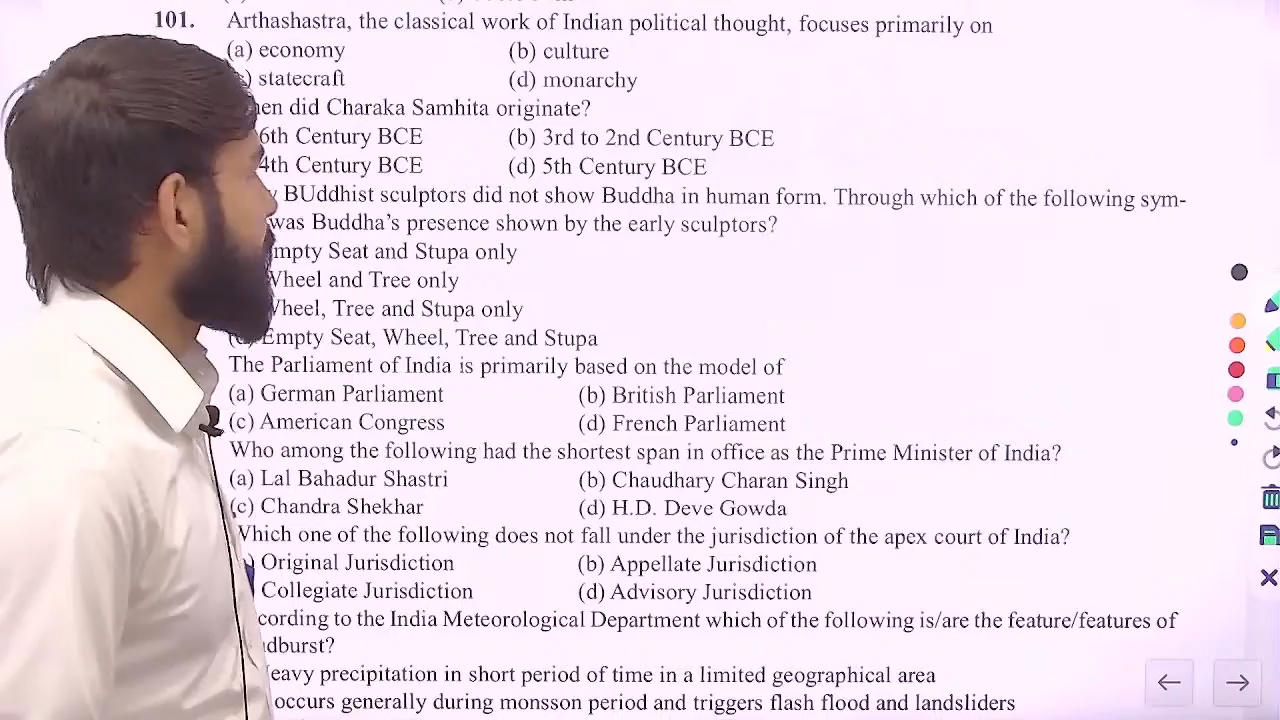 101. Arthashastra, the classical work of Indian political thought, focuses primarily on
(a) economy (b) culture
statecraft (d) monarchy
did Charaka Samhita originate?
6th Century BCE (b) 3rd to 2nd Century BCE
4th Century BCE (d) 5th Century BCE
BUddhist sculptors did not show Buddha in human form. Through which of the following sym-
was Buddha’s presence shown by the early sculptors?
Seat and Stupa only
and Tree only
Tree and Stupa only
Empty Seat, Wheel, Tree and Stupa
The Parliament of India is primarily based on the model of
(a) German Parliament (b) British Parliament
(c) American Congress (d) French Parliament
Who among the following had the shortest span in office as the Prime Minister of India?
(a) Lal Bahadur Shastri (b) Chaudhary Charan Singh
(c) Chandra Shekhar (d) H.D. Deve Gowda
Which one of the following does not fall under the jurisdiction of the apex court of India?
Original Jurisdiction (b) Appellate Jurisdiction
Collegiate Jurisdiction (d) Advisory Jurisdiction
to the India Meteorological Department which of the following is/are the feature/features of
precipitation in short period of time in a limited geographical area
occurs generally during monsson period and triggers flash flood and landsliders